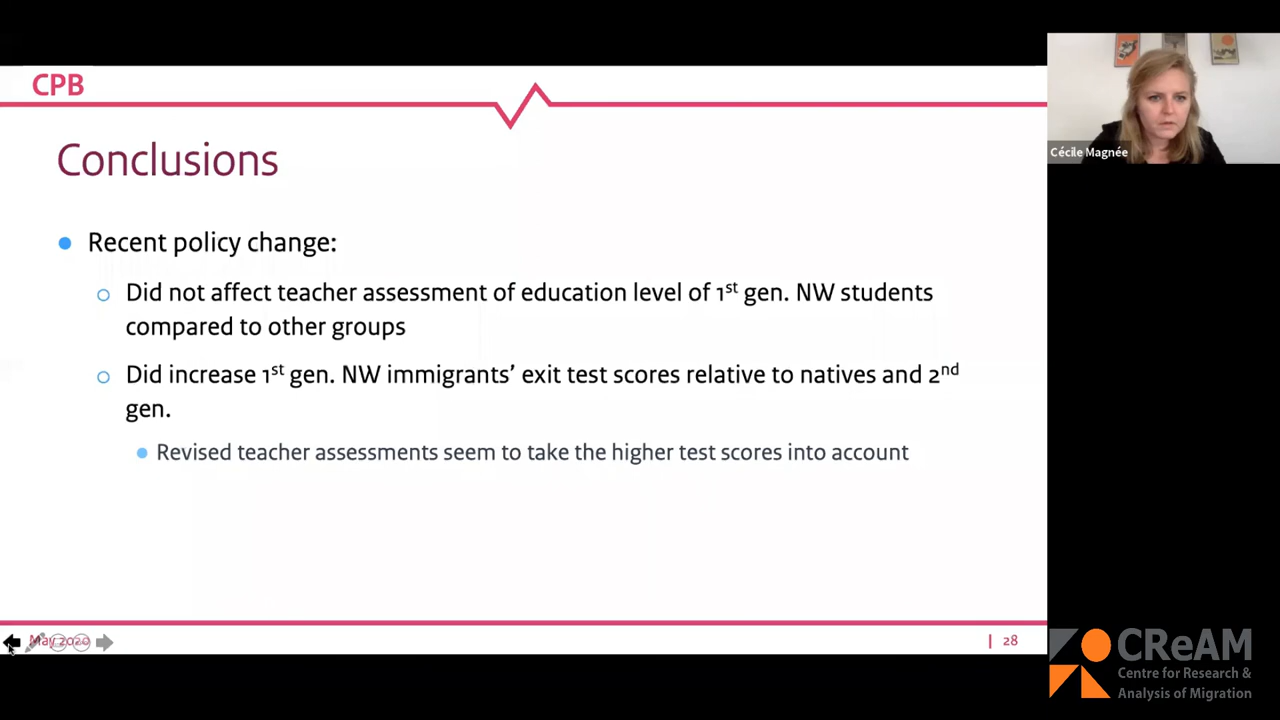 CPB
Conclusions
Recent policy change:
Did not affect teacher assessment of education level of 1st gen. NW students
compared to other groups
Did increase 1st gen. NW immigrants’ exit test scores relative to natives and 2nd
gen.
Revised teacher assessments seem to take the higher test scores into account
May 2020
| 28
Cécile Magnée
CReAM
Centre for Research &
Analysis of Migration